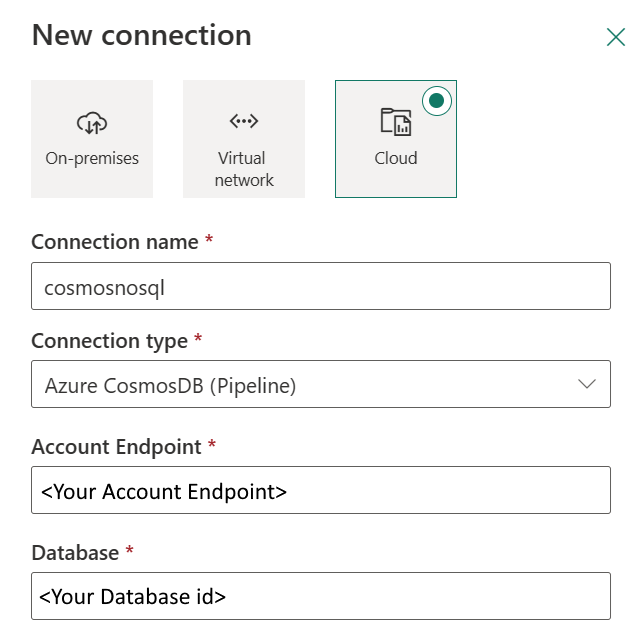 New connection
On-premises
Virtual
network
Cloud
Connection name *
cosmosnosql
Connection type *
Azure CosmosDB (Pipeline)
Account Endpoint *
<Your Account Endpoint>
Database *
<Your Database id>